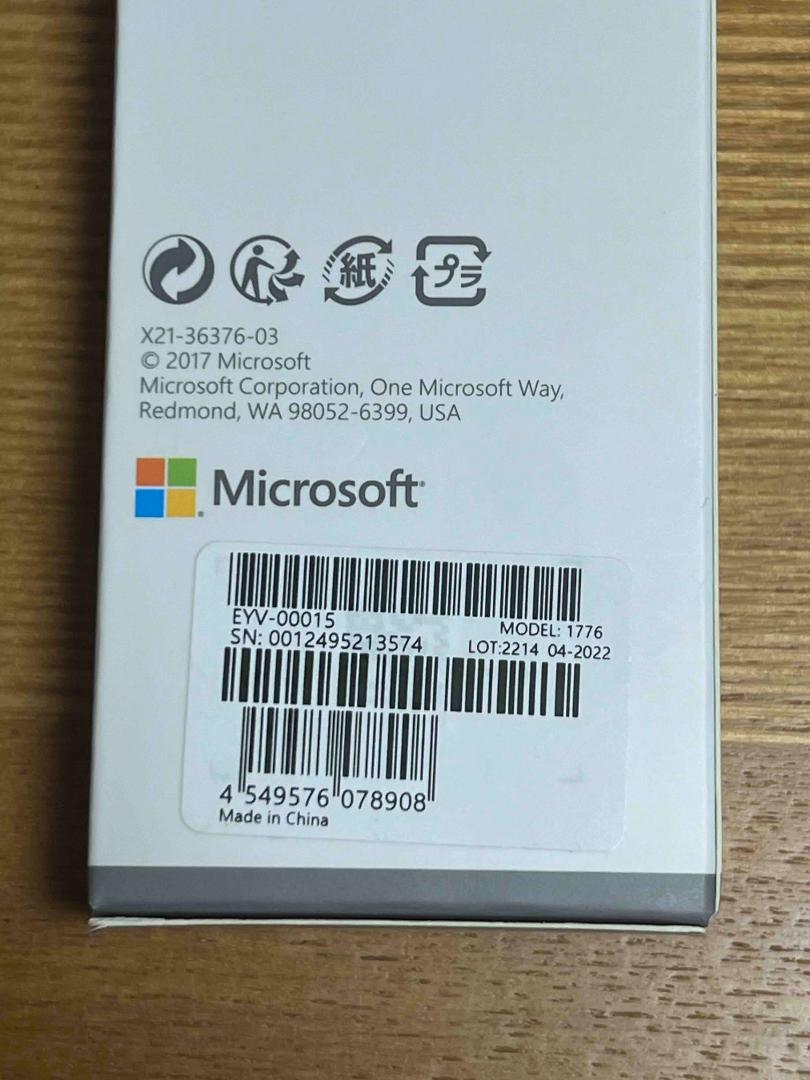 紙 プラ
X21-36376-03
© 2017 Microsoft
Microsoft Corporation, One Microsoft Way,
Redmond, WA 98052-6399, USA
Microsoft
EYV-00015
MODEL: 1776
SN: 0012495213574
LOT:2214 04-2022
4 549576 078908
Made in China